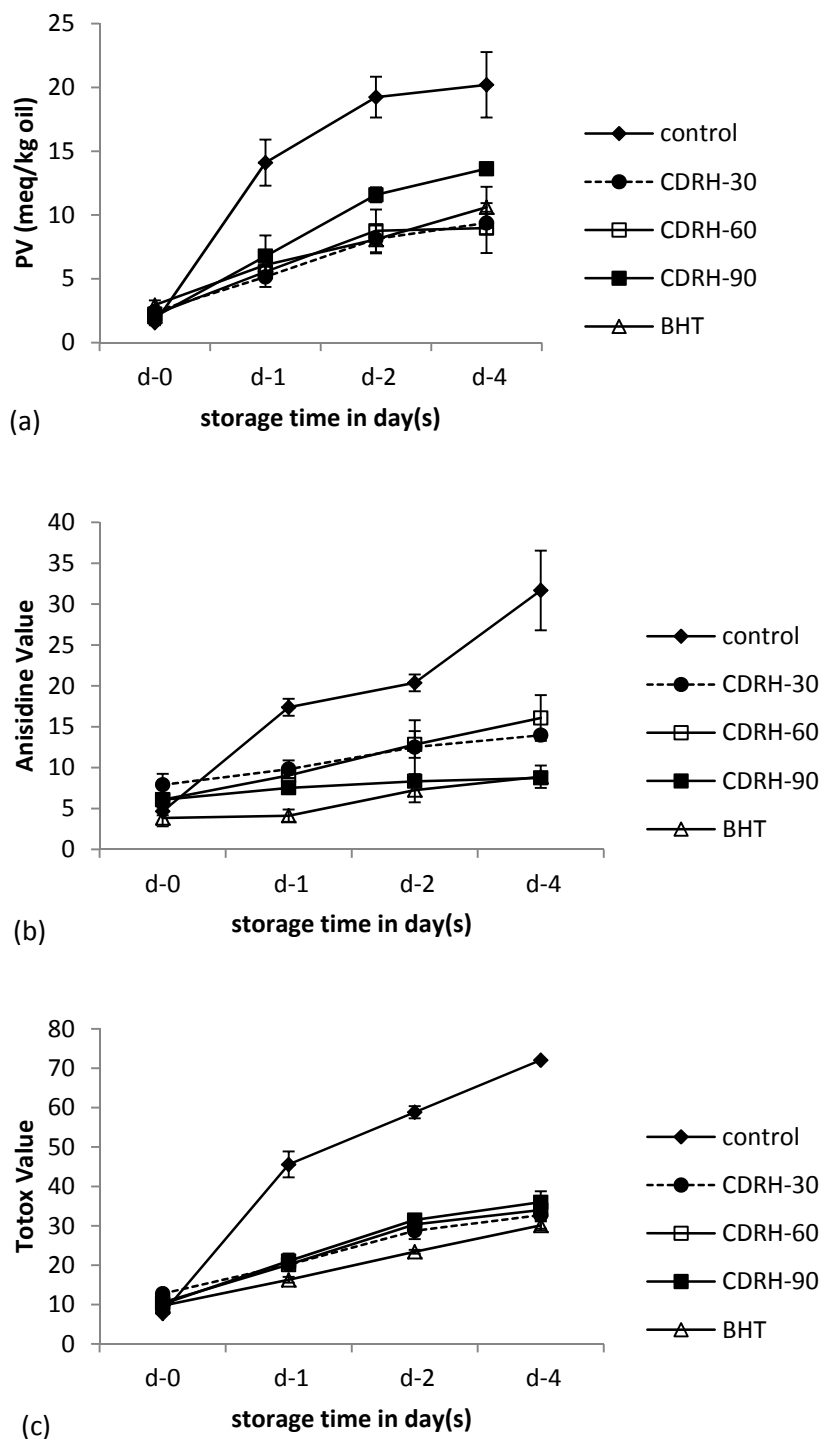 25
20
15
10
5
0
PV (meq/kg oil)
d-0 d-1 d-2 d-4
storage time in day(s)
(a)
control
CDRH-30
CDRH-60
CDRH-90
BHT
40
35
30
25
20
15
10
5
0
Anisidine Value
d-0 d-1 d-2 d-4
storage time in day(s)
(b)
control
CDRH-30
CDRH-60
CDRH-90
BHT
80
70
60
50
40
30
20
10
0
Totox Value
d-0 d-1 d-2 d-4
storage time in day(s)
(c)
control
CDRH-30
CDRH-60
CDRH-90
BHT